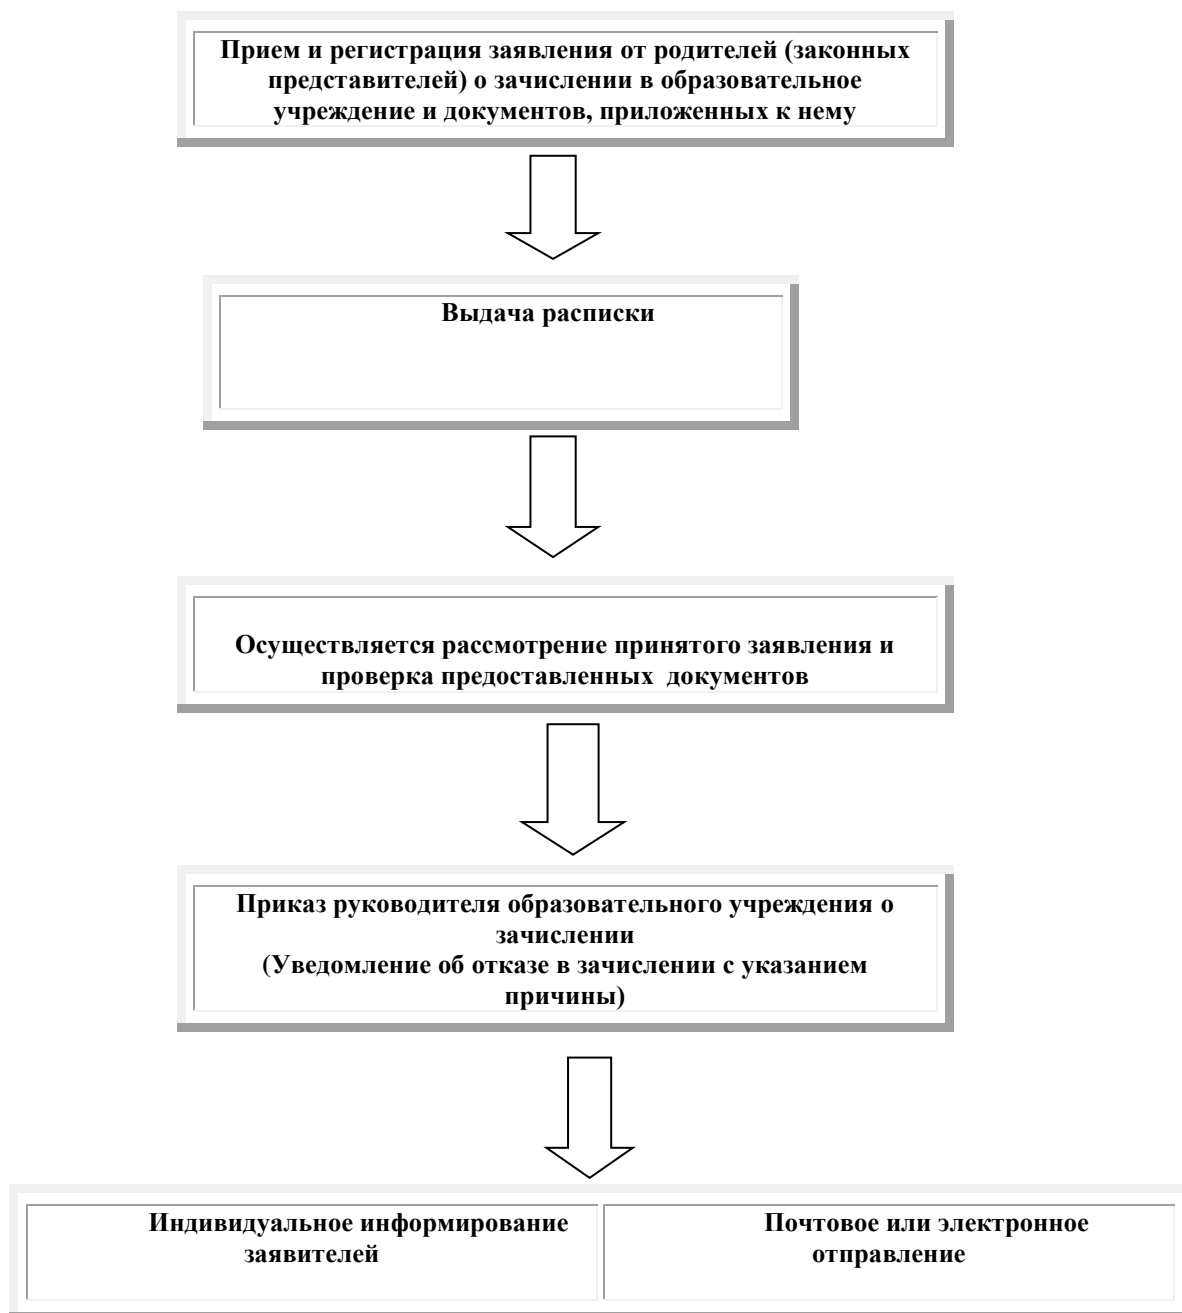 Прием и регистрация заявления от родителей (законных
представителей) о зачислении в образовательное
учреждение и документов, приложенных к нему
Выдача расписки
Осуществляется рассмотрение принятого заявления и
проверка предоставленных  документов
Приказ руководителя образовательного учреждения о
зачислении
(Уведомление об отказе в зачислении с указанием
причины)
Индивидуальное информирование
заявителей
Почтовое или электронное
отправление